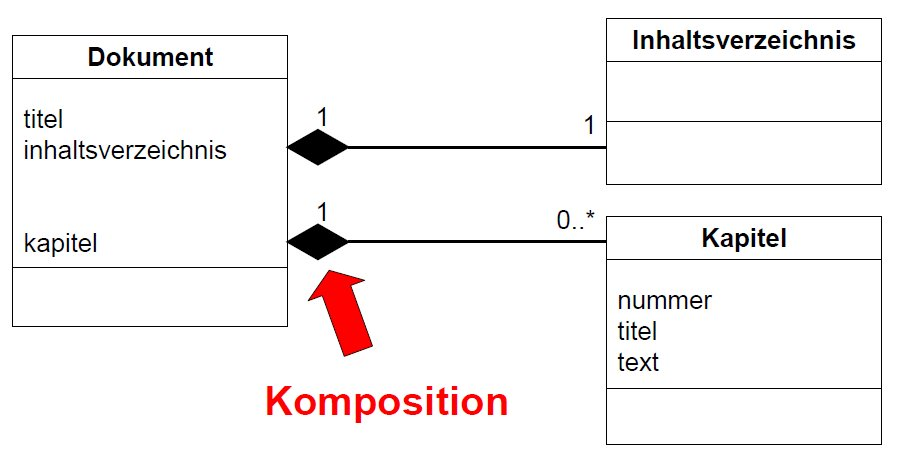 Dokument
titel
inhaltsverzeichnis
kapitel
1
1
Inhaltsverzeichnis
1
0..*
Kapitel
nummer
titel
text
Komposition